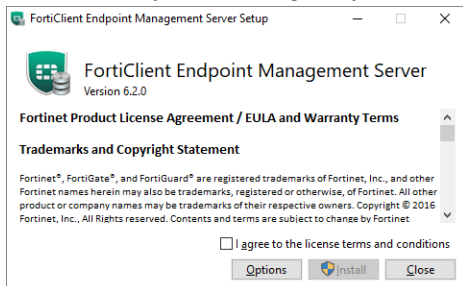 FortiClient Endpoint Management Server Setup
FortiClient Endpoint Management Server
Version 6.2.0
Fortinet Product License Agreement / EULA and Warranty Terms
Trademarks and Copyright Statement
Fortinet®, FortiGate®, and FortiGuard® are registered trademarks of Fortinet, Inc., and other
Fortinet names herein may also be trademarks, registered or otherwise, of Fortinet. All other
product or company names may be trademarks of their respective owners. Copyright © 2016
Fortinet, Inc., All Rights reserved. Contents and terms are subject to change by Fortinet
I agree to the license terms and conditions
Options Install Close